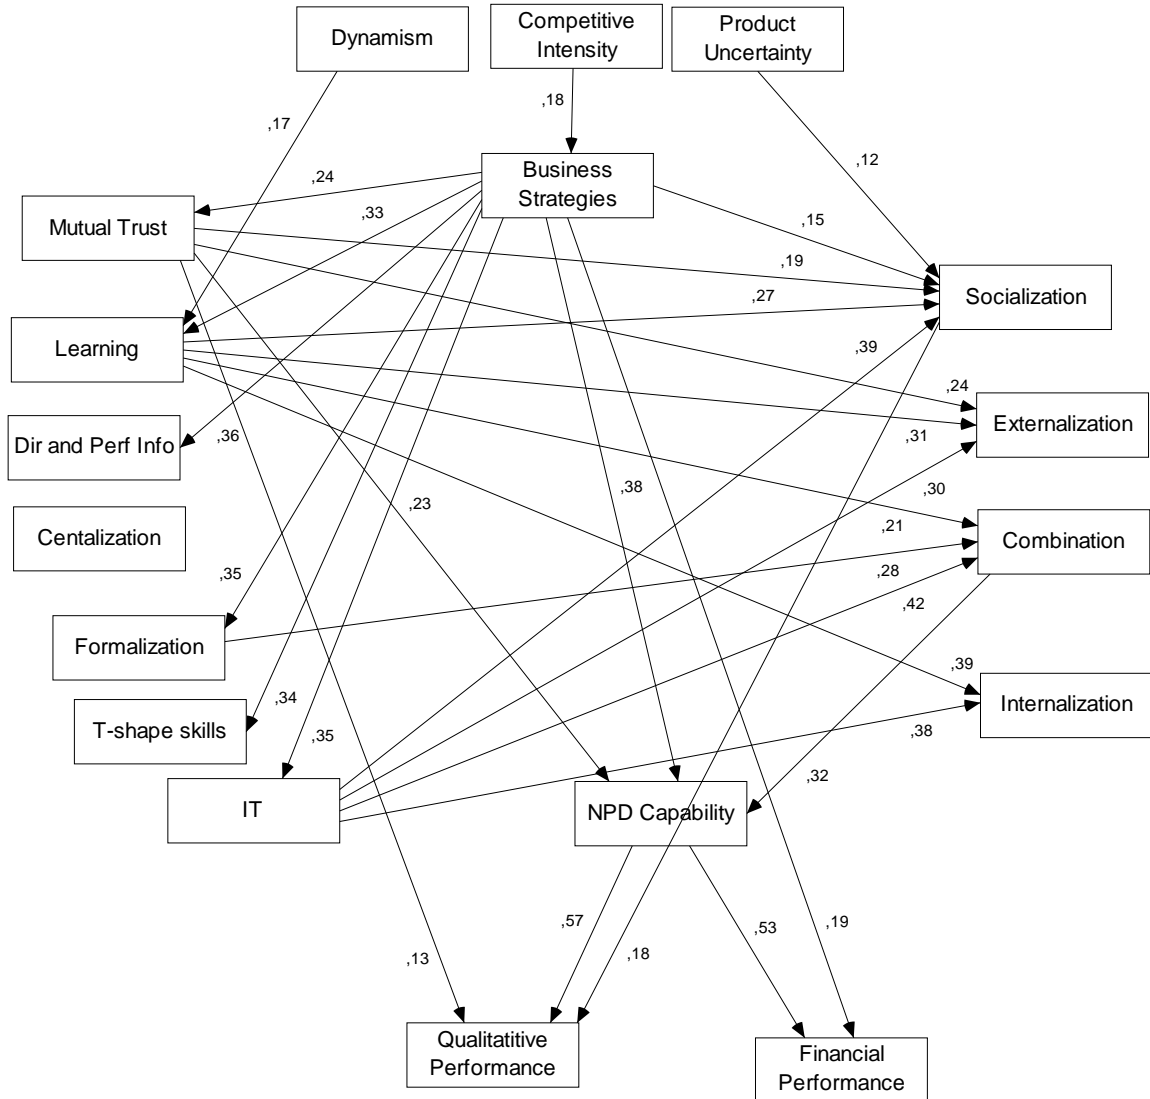 Dynamism
Competitive
Intensity
Product
Uncertainty
,18
,17
,12
Business
Strategies
,24
,33
Mutual Trust
,15
,19
,27
Socialization
Learning
,39
,24
Externalization
Dir and Perf Info
,36
,31
,38
,30
,23
,21
Centalization
Combination
,35
,28
,42
Formalization
,39
T-shape skills
,34
,35
,38
Internalization
,32
IT
NPD Capability
,57
,53
,19
,13
,18
Qualitatitive
Performance
Financial
Performance